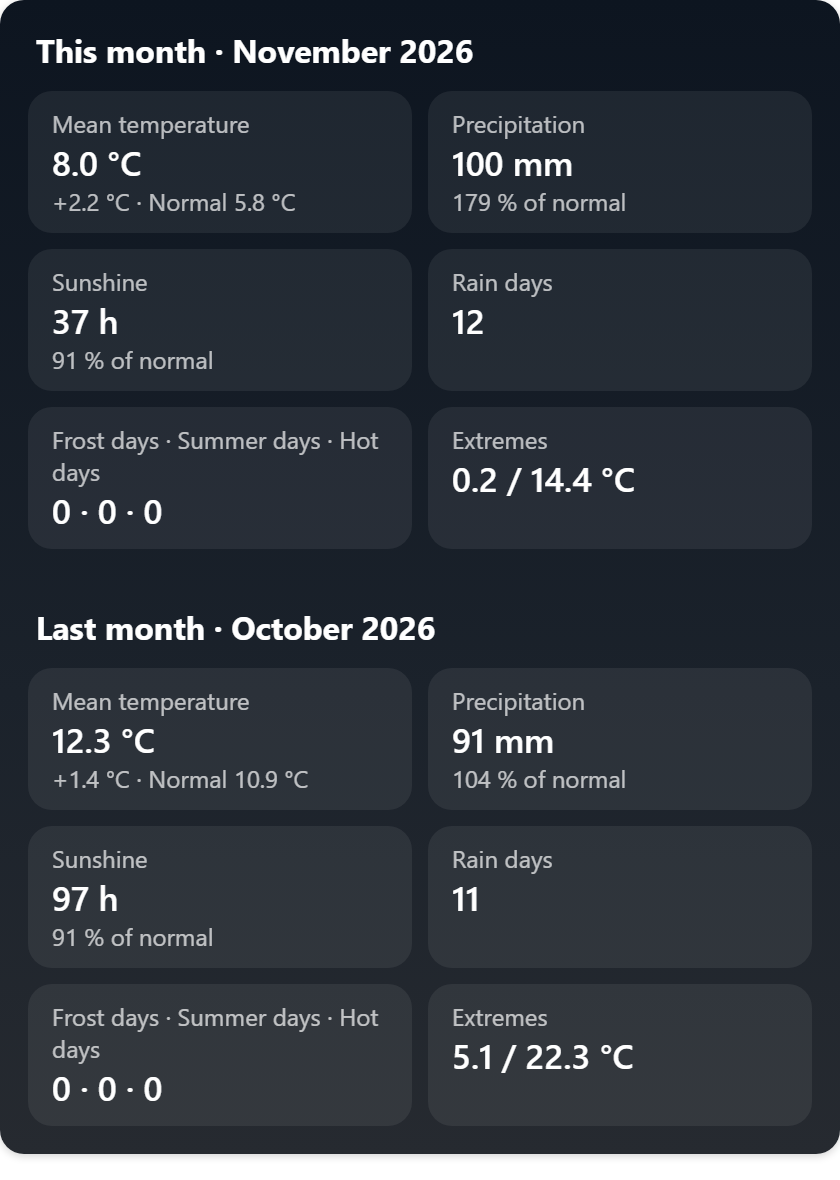 This month · November 2026
Mean temperature
8.0 °C
+2.2 °C · Normal 5.8 °C
Precipitation
100 mm
179 % of normal
Sunshine
37 h
91 % of normal
Rain days
12
Frost days · Summer days · Hot
days
0 · 0 · 0
Extremes
0.2 / 14.4 °C
Last month · October 2026
Mean temperature
12.3 °C
+1.4 °C · Normal 10.9 °C
Precipitation
91 mm
104 % of normal
Sunshine
97 h
91 % of normal
Rain days
11
Frost days · Summer days · Hot
days
0 · 0 · 0
Extremes
5.1 / 22.3 °C